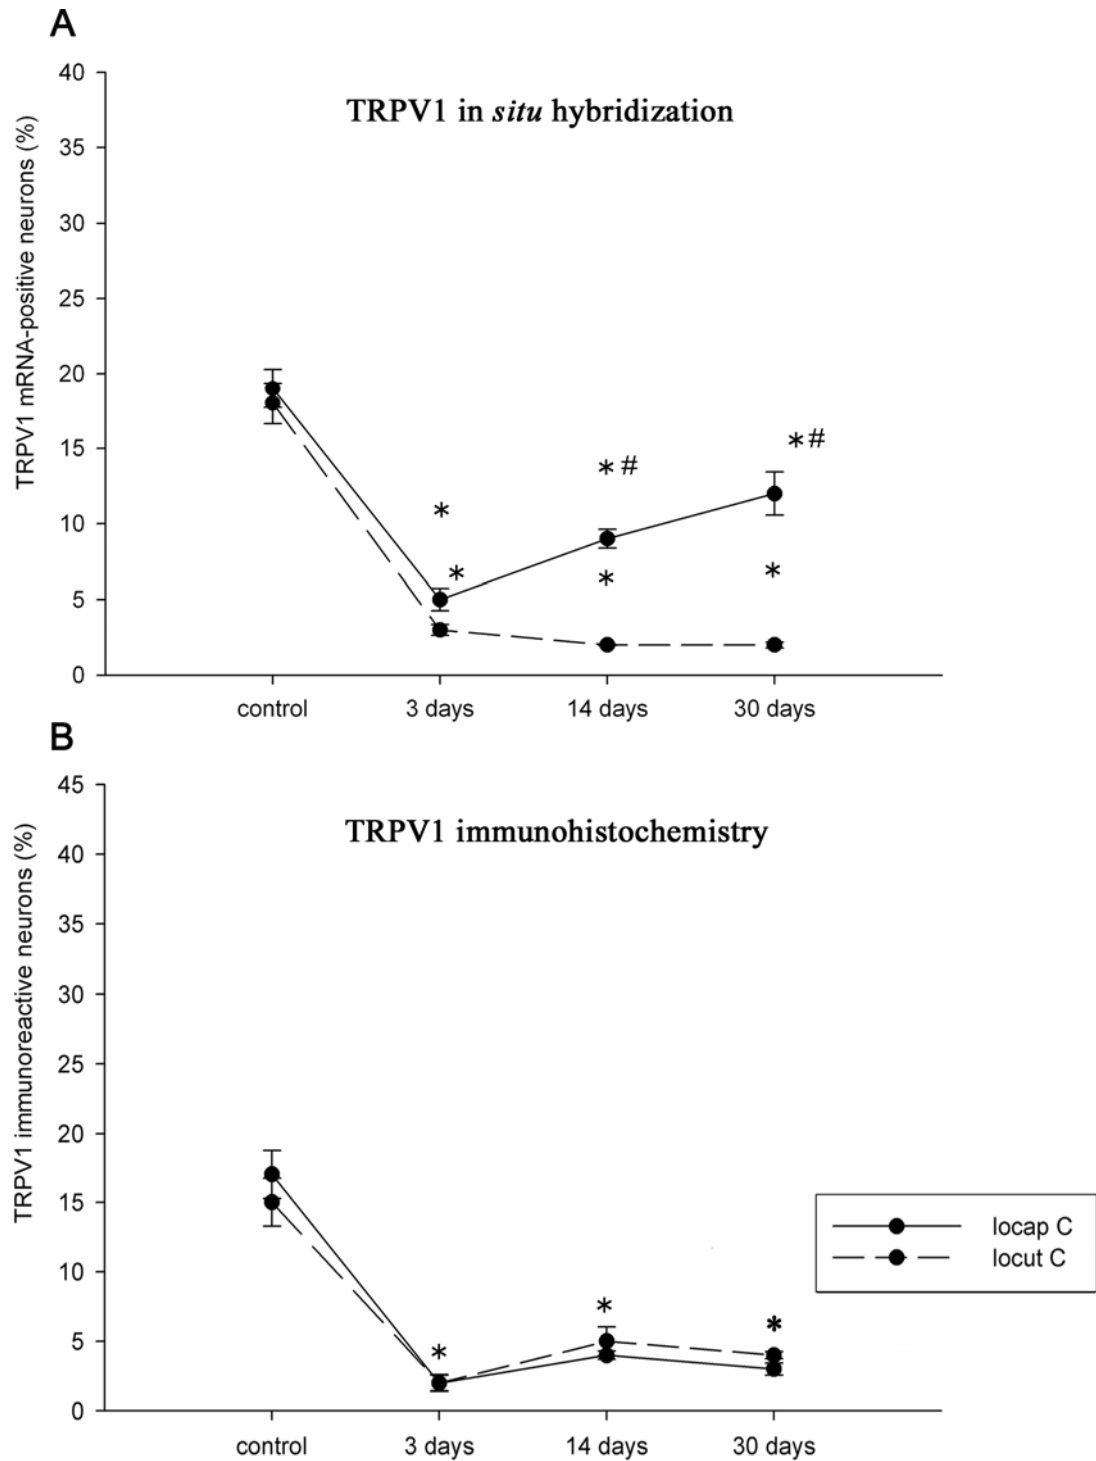 A
TRPV1 in situ hybridization
TRPV1 mRNA-positive neurons (%)
40
35
30
25
20
15
10
5
0
* #
* #
*
*
*
*
control 3 days 14 days 30 days
B
TRPV1 immunohistochemistry
TRPV1 immunoreactive neurons (%)
45
40
35
30
25
20
15
10
5
0
*
*
*
locap C
locut C
control 3 days 14 days 30 days